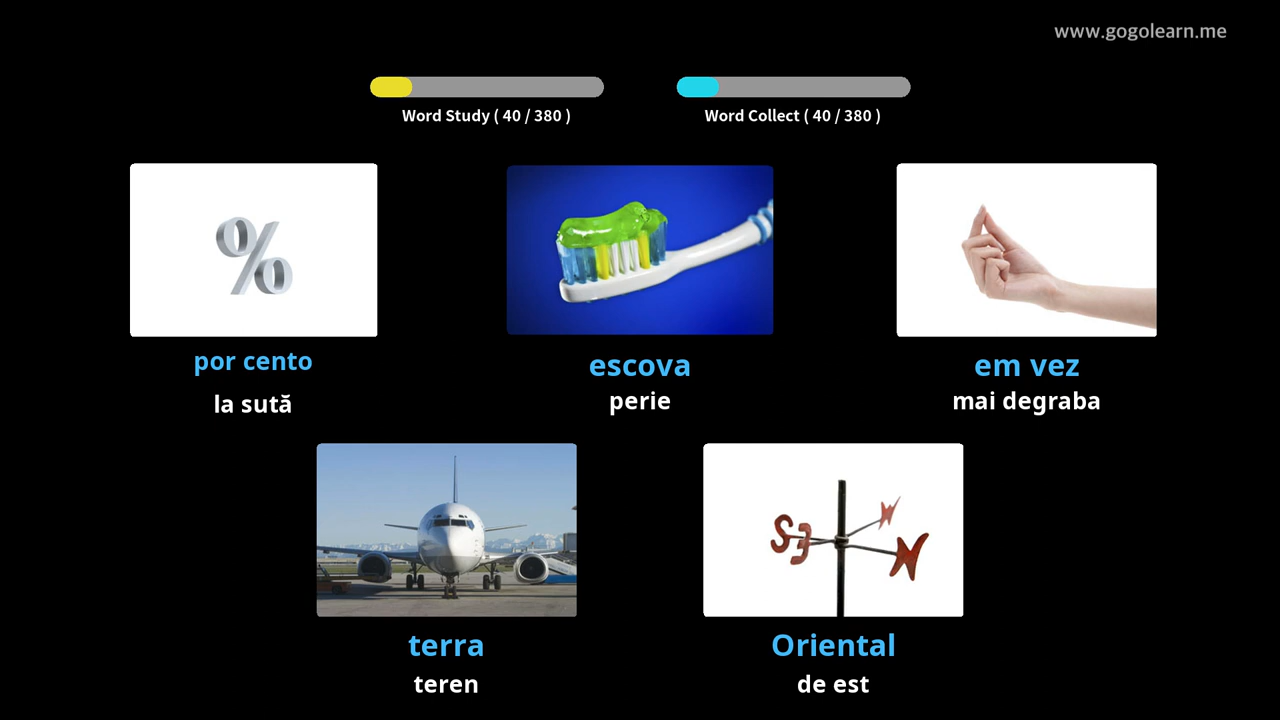 www.gogolearn.me
Word Study ( 40 / 380 )
Word Collect ( 40 / 380 )
%
por cento
la sută
escova
perie
em vez
mai degraba
terra
teren
S E N W
Oriental
de est